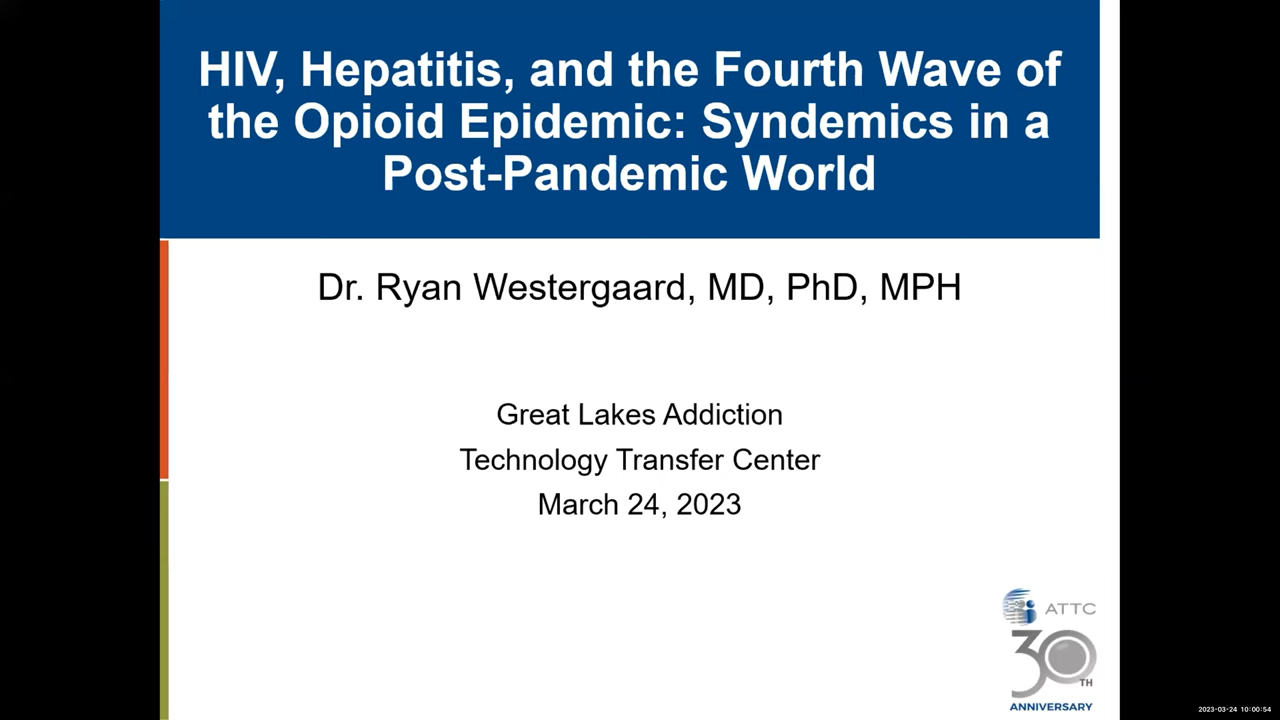 HIV, Hepatitis, and the Fourth Wave of
the Opioid Epidemic: Syndemics in a
Post-Pandemic World
Dr. Ryan Westergaard, MD, PhD, MPH
Great Lakes Addiction
Technology Transfer Center
March 24, 2023
ATTC
30TH
ANNIVERSARY
2023-03-24 10:00:54